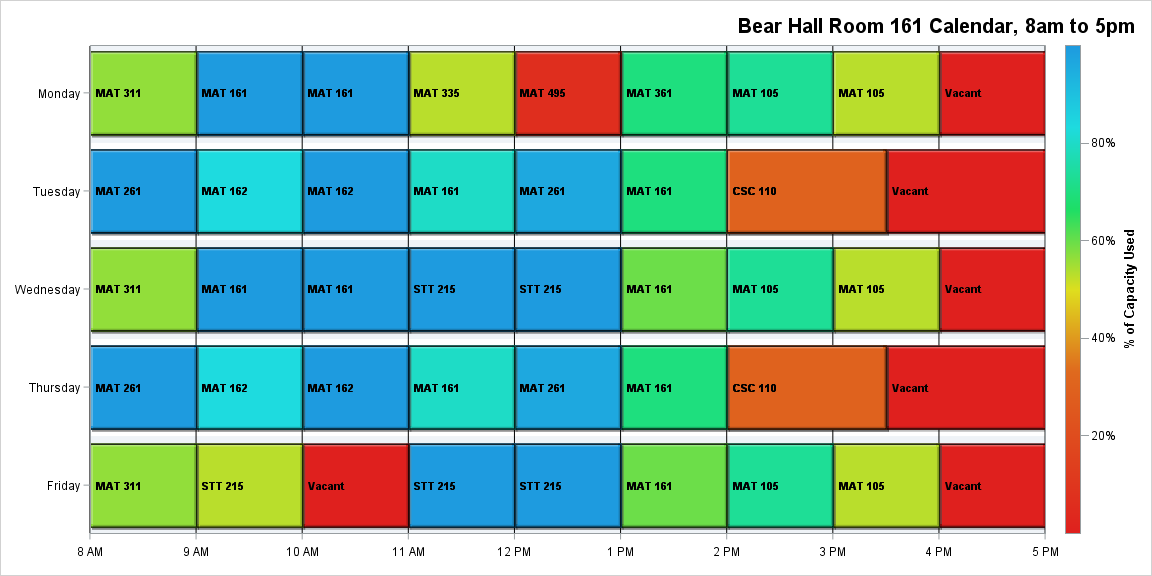 Bear Hall Room 161 Calendar, 8am to 5pm
Monday MAT 311 MAT 161 MAT 161 MAT 335 MAT 495 MAT 361 MAT 105 MAT 105 Vacant
Tuesday MAT 261 MAT 162 MAT 162 MAT 161 MAT 261 MAT 161 CSC 110 Vacant
Wednesday MAT 311 MAT 161 MAT 161 STT 215 STT 215 MAT 161 MAT 105 MAT 105 Vacant
Thursday MAT 261 MAT 162 MAT 162 MAT 161 MAT 261 MAT 161 CSC 110 Vacant
Friday MAT 311 STT 215 Vacant STT 215 STT 215 MAT 161 MAT 105 MAT 105 Vacant
8 AM 9 AM 10 AM 11 AM 12 PM 1 PM 2 PM 3 PM 4 PM 5 PM
80%
60%
40%
20%
% of Capacity Used